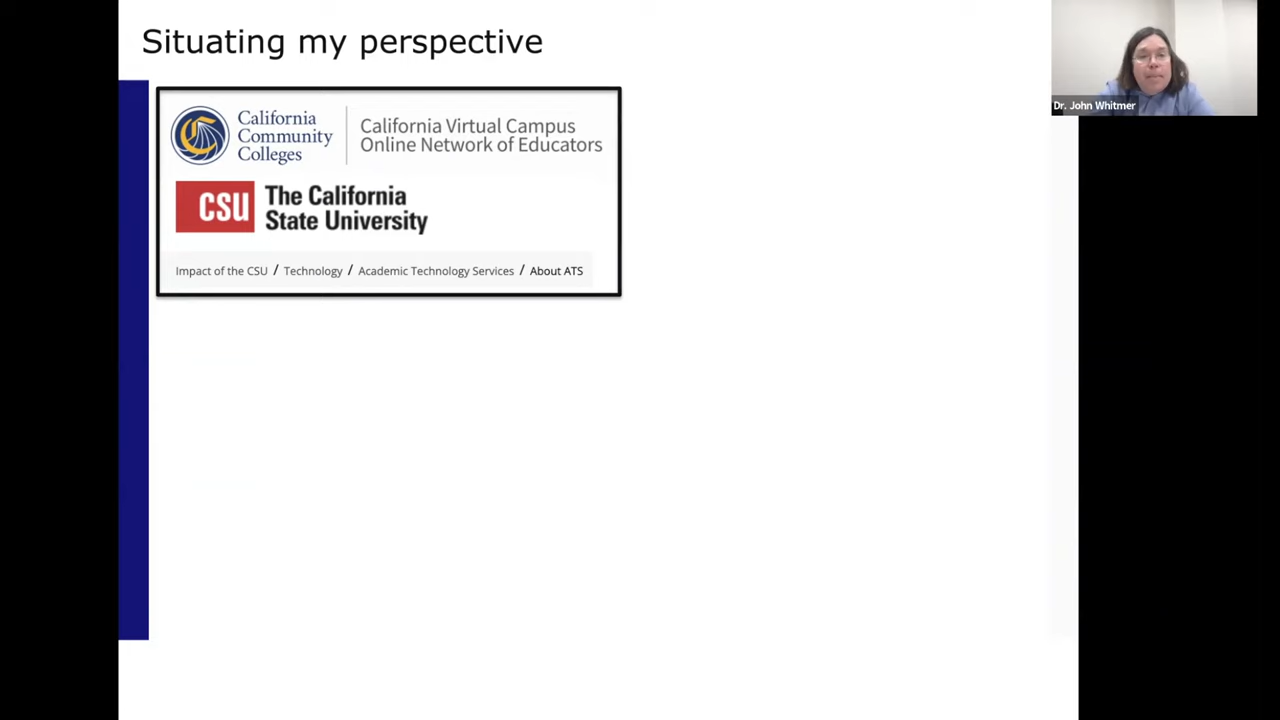 Situating my perspective
Dr. John Whitmer
California
Community
Colleges
California Virtual Campus
Online Network of Educators
CSU
The California
State University
Impact of the CSU / Technology / Academic Technology Services / About ATS